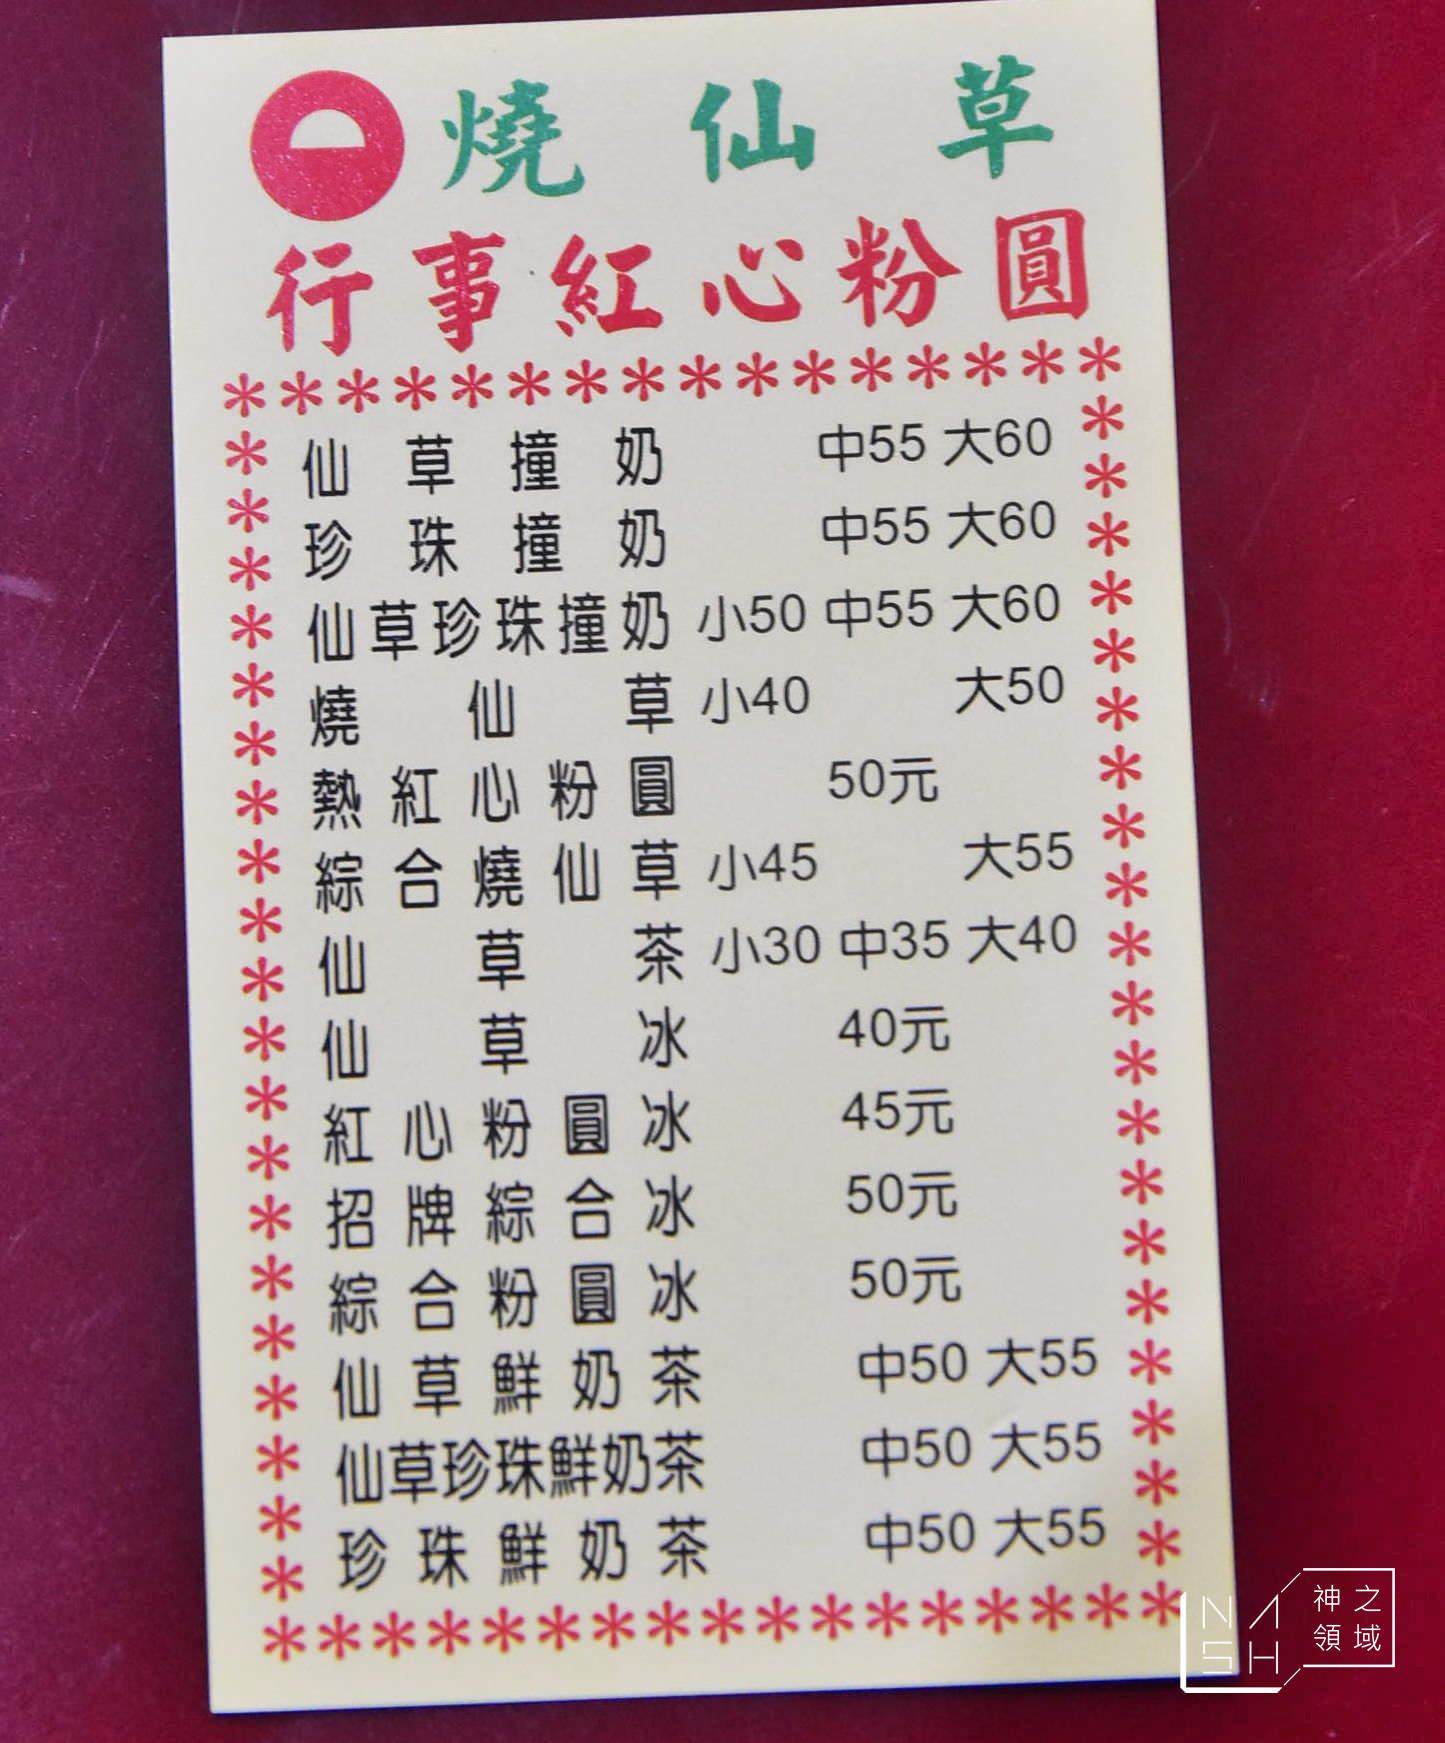 燒仙草
行事紅心粉圓
仙草撞奶 中55 大60
珍珠撞奶 中55 大60
仙草珍珠撞奶 小50 中55 大60
燒仙草 小40 大50
熱紅心粉圓 50元
綜合燒仙草 小45 大55
仙草茶 小30 中35 大40
仙草冰 40元
紅心粉圓冰 45元
招牌綜合冰 50元
綜合粉圓冰 50元
仙草鮮奶茶 中50 大55
仙草珍珠鮮奶茶 中50 大55
珍珠鮮奶茶 中50 大55
NASH 神之領域